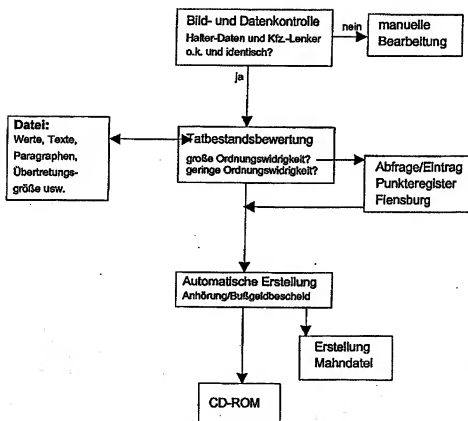 Bild- und Datenkontrolle
Halter-Daten und Kfz.-Lenker
o.k. und identisch?
nein
manuelle
Bearbeitung
ja
Datei:
Werte, Texte,
Paragraphen,
Übertretungs-
größe usw.
Tatbestandsbewertung
große Ordnungswidrigkeit?
geringe Ordnungswidrigkeit?
Abfrage/Eintrag
Punkteregister
Flensburg
Automatische Erstellung
Anhörung/Bußgeldbescheid
Erstellung
Mahndatei
CD-ROM